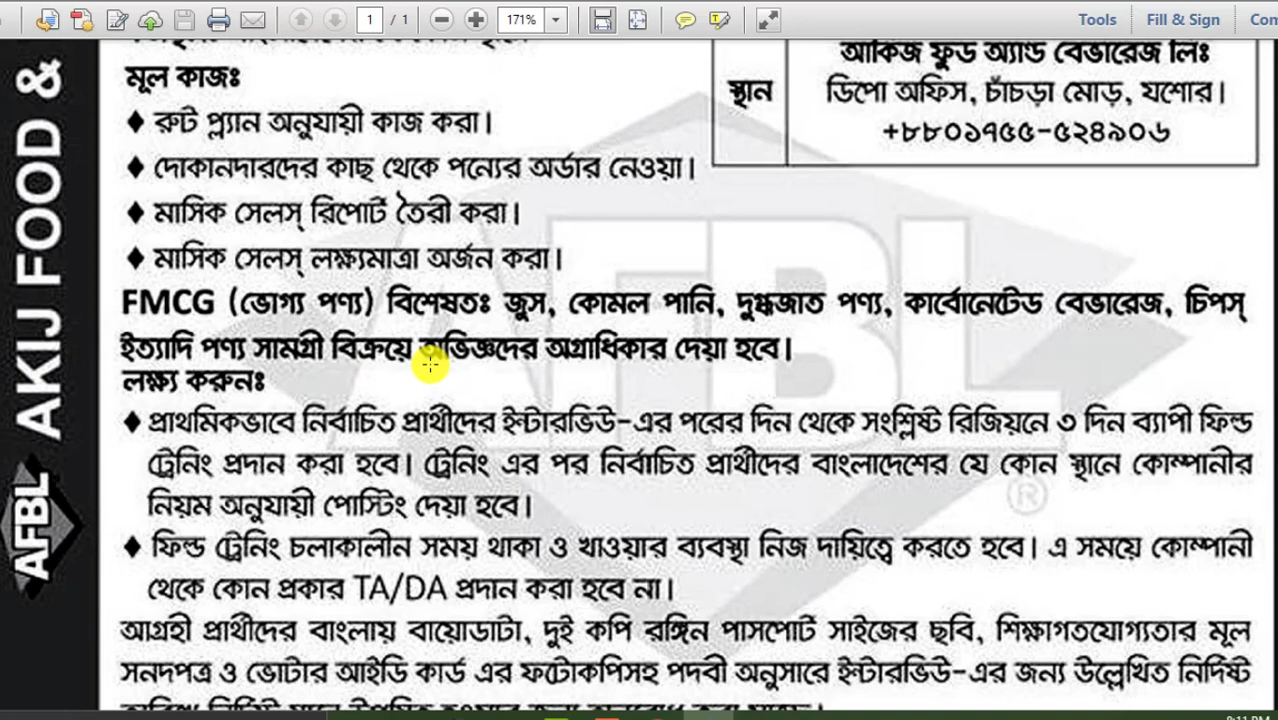 1 / 1
171%
Tools
Fill & Sign
AKIJ FOOD &
AFBL
আকিজ ফুড অ্যান্ড বেভারেজ লিঃ
স্থান
ডিপো অফিস, চাঁচড়া মোড়, যশোর।
+৮৮০১৭৫৫-৫২৪৯০৬
মূল কাজঃ
♦ রুট প্ল্যান অনুযায়ী কাজ করা।
♦ দোকানদারদের কাছ থেকে পন্যের অর্ডার নেওয়া।
♦ মাসিক সেলস্ রিপোর্ট তৈরী করা।
♦ মাসিক সেলস্ লক্ষ্যমাত্রা অর্জন করা।
FMCG (ভোগ্য পণ্য) বিশেষতঃ জুস, কোমল পানি, দুগ্ধজাত পণ্য, কার্বোনেটেড বেভারেজ, চিপস্
ইত্যাদি পণ্য সামগ্রী বিক্রয়ে অভিজ্ঞদের অগ্রাধিকার দেয়া হবে।
লক্ষ্য করুনঃ
♦ প্রাথমিকভাবে নির্বাচিত প্রার্থীদের ইন্টারভিউ-এর পরের দিন থেকে সংশ্লিষ্ট রিজিয়নে ৩ দিন ব্যাপী ফিল্ড
ট্রেনিং প্রদান করা হবে। ট্রেনিং এর পর নির্বাচিত প্রার্থীদের বাংলাদেশের যে কোন স্থানে কোম্পানীর
নিয়ম অনুযায়ী পোস্টিং দেয়া হবে।
♦ ফিল্ড ট্রেনিং চলাকালীন সময় থাকা ও খাওয়ার ব্যবস্থা নিজ দায়িত্বে করতে হবে। এ সময়ে কোম্পানী
থেকে কোন প্রকার TA/DA প্রদান করা হবে না।
আগ্রহী প্রার্থীদের বাংলায় বায়োডাটা, দুই কপি রঙ্গিন পাসপোর্ট সাইজের ছবি, শিক্ষাগতযোগ্যতার মূল
সনদপত্র ও ভোটার আইডি কার্ড এর ফটোকপিসহ পদবী অনুসারে ইন্টারভিউ-এর জন্য উল্লেখিত নির্দিষ্ট
AFBL
®